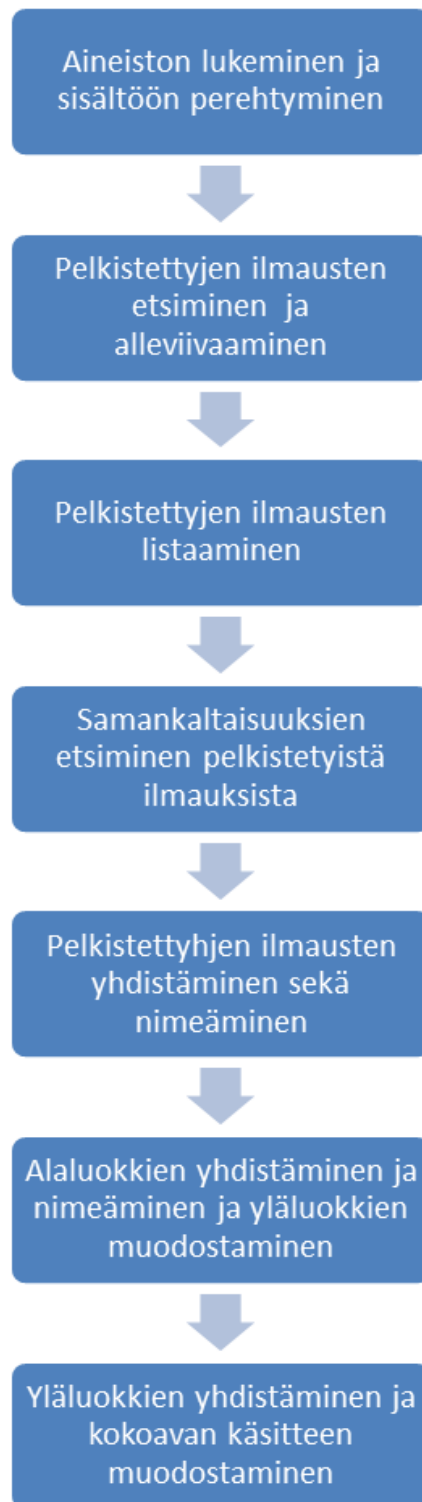 Aineiston lukeminen ja
sisältöön perehtyminen
Pelkistettyjen ilmausten
etsiminen ja
alleviivaaminen
Pelkistettyjen ilmausten
listaaminen
Samankaltaisuuksien
etsiminen pelkistetyistä
ilmauksista
Pelkistettyhjen ilmausten
yhdistäminen sekä
nimeäminen
Alaluokkien yhdistäminen ja
nimeäminen ja yläluokkien
muodostaminen
Yläluokkien yhdistäminen ja
kokoavan käsitteen
muodostaminen